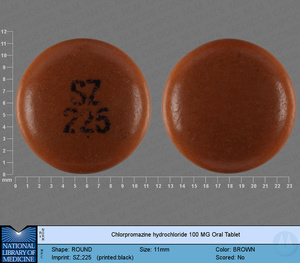 SZ
225
12
11
10
9
8
7
6
5
4
3
2
1
0
mm
0 1 2 3 4 5 6 7 8 9 10 11 12 13 14 15 16 17 18 19 20 21 22 23
Chlorpromazine hydrochloride 100 MG Oral Tablet
NATIONAL
LIBRARY OF
MEDICINE
Shape: ROUND Size: 11mm Color: BROWN
Imprint: SZ;225 (printed:black) Scored: No